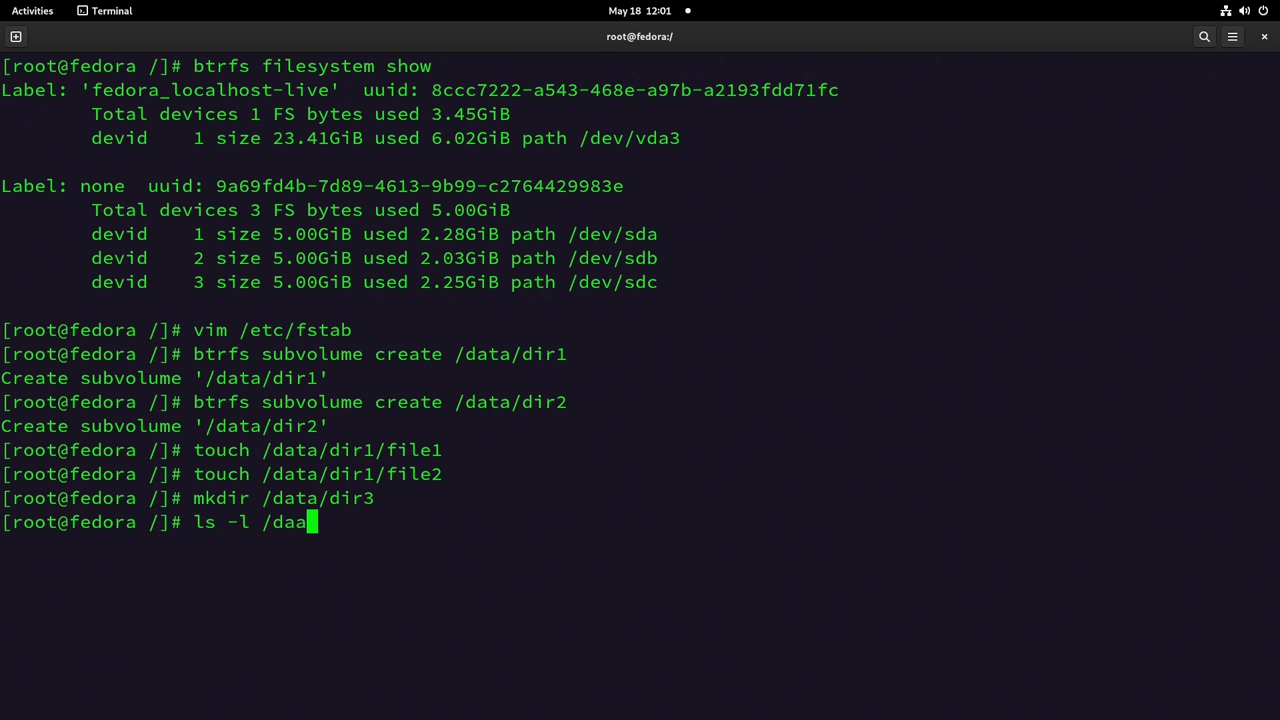 Activities Terminal May 18 12:01
root@fedora:/
[root@fedora /]# btrfs filesystem show
Label: 'fedora_localhost-live'  uuid: 8ccc7222-a543-468e-a97b-a2193fdd71fc
        Total devices 1 FS bytes used 3.45GiB
        devid    1 size 23.41GiB used 6.02GiB path /dev/vda3

Label: none  uuid: 9a69fd4b-7d89-4613-9b99-c2764429983e
        Total devices 3 FS bytes used 5.00GiB
        devid    1 size 5.00GiB used 2.28GiB path /dev/sda
        devid    2 size 5.00GiB used 2.03GiB path /dev/sdb
        devid    3 size 5.00GiB used 2.25GiB path /dev/sdc

[root@fedora /]# vim /etc/fstab
[root@fedora /]# btrfs subvolume create /data/dir1
Create subvolume '/data/dir1'
[root@fedora /]# btrfs subvolume create /data/dir2
Create subvolume '/data/dir2'
[root@fedora /]# touch /data/dir1/file1
[root@fedora /]# touch /data/dir1/file2
[root@fedora /]# mkdir /data/dir3
[root@fedora /]# ls -l /daa